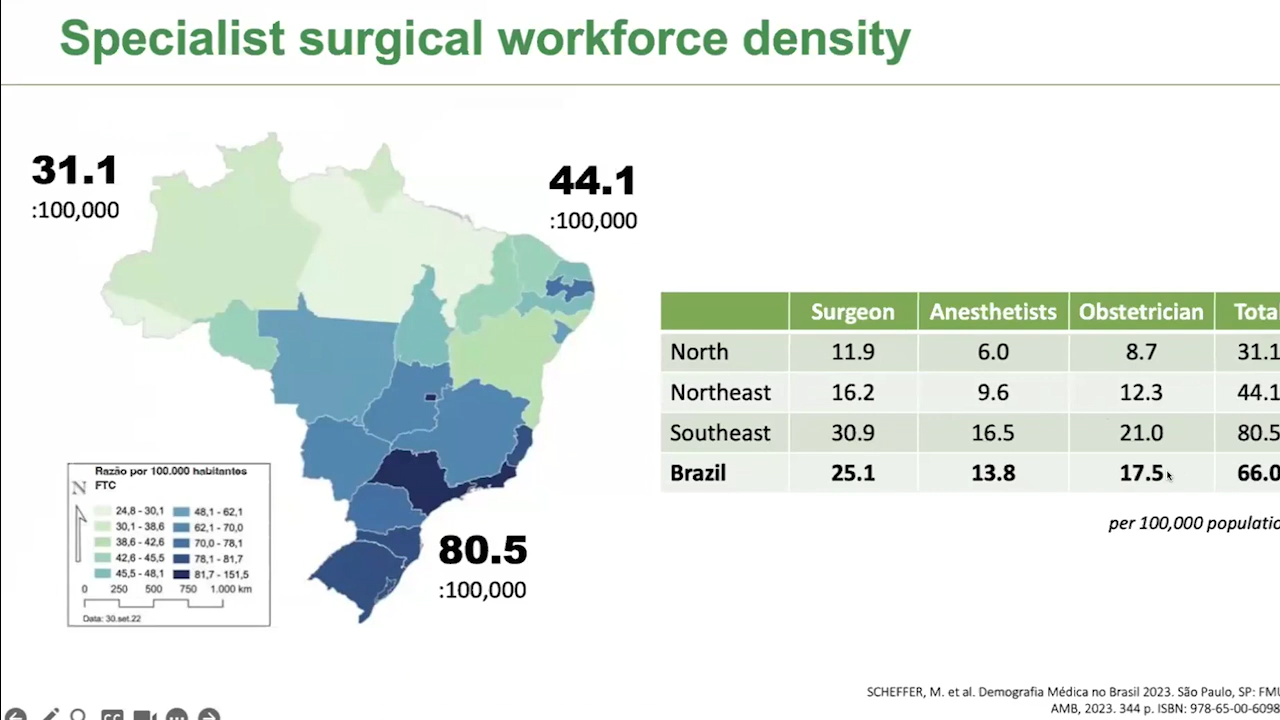 Specialist surgical workforce density
31.1
:100,000
44.1
:100,000
Surgeon Anesthetists Obstetrician Tota
North 11.9 6.0 8.7 31.1
Northeast 16.2 9.6 12.3 44.1
Southeast 30.9 16.5 21.0 80.5
Brazil 25.1 13.8 17.5 66.0
per 100,000 populatio
Razão por 100.000 habitantes
FTC
N
24,8 - 30,1 48,1 - 62,1
30,1 - 38,6 62,1 - 70,0
38,6 - 42,6 70,0 - 78,1
42,6 - 45,5 78,1 - 81,7
45,5 - 48,1 81,7 - 151,5
0 250 500 750 1.000 km
Data: 30.set.22
80.5
:100,000
SCHEFFER, M. et al. Demografia Médica no Brasil 2023. São Paulo, SP: FMU
AMB, 2023. 344 p. ISBN: 978-65-00-6098
CC